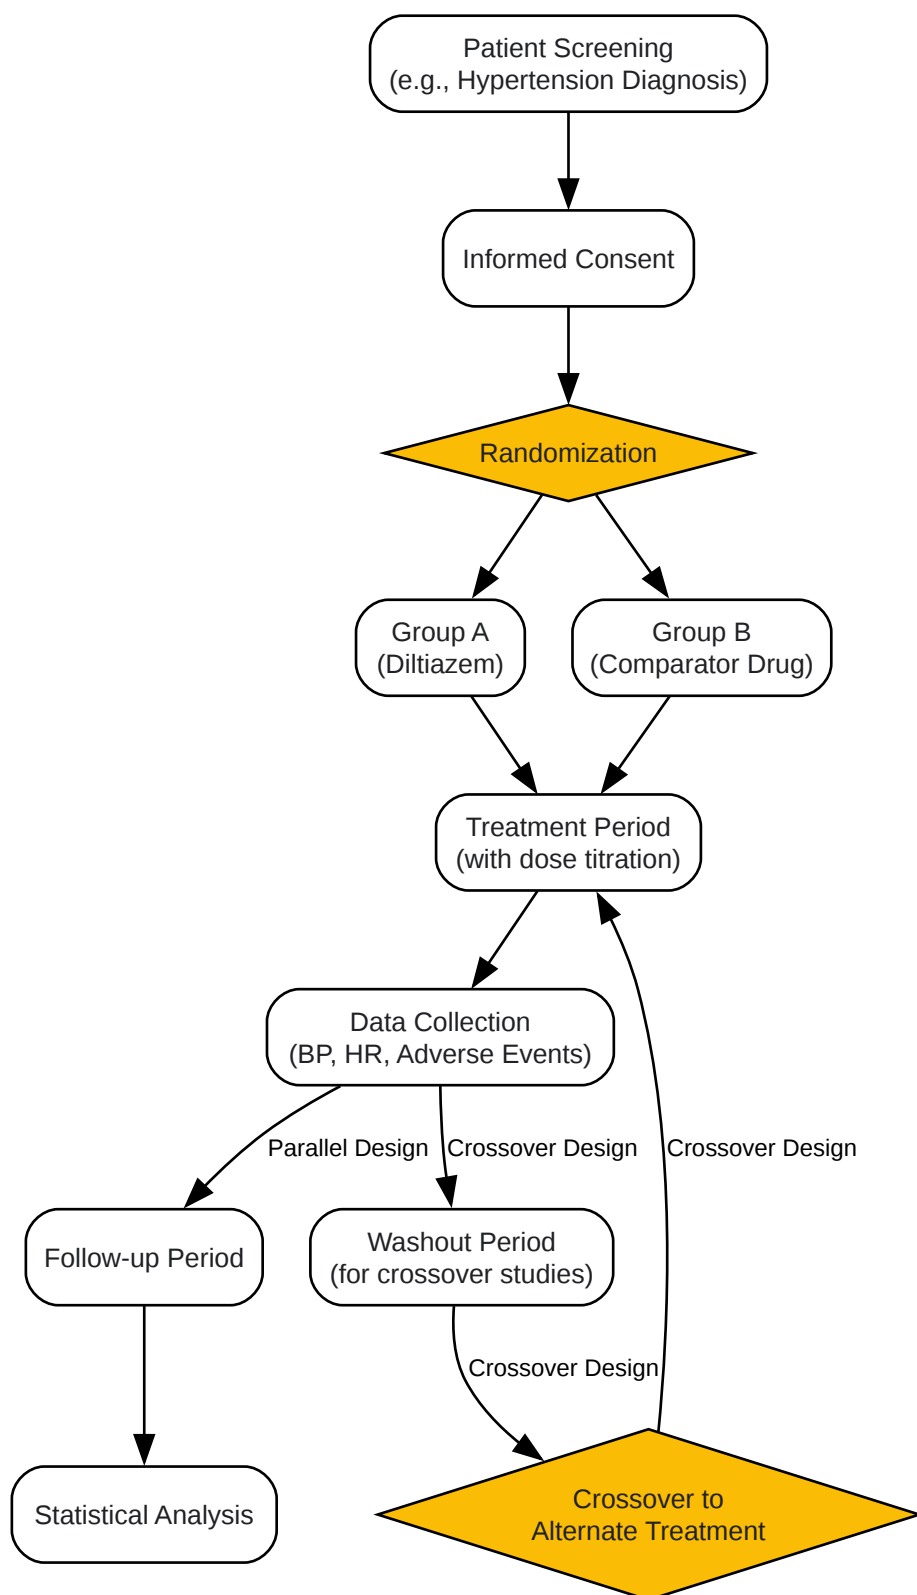 Patient Screening
(e.g., Hypertension Diagnosis)
Informed Consent
Randomization
Group A
(Diltiazem)
Group B
(Comparator Drug)
Treatment Period
(with dose titration)
Data Collection
(BP, HR, Adverse Events)
Parallel Design
Crossover Design
Crossover Design
Follow-up Period
Washout Period
(for crossover studies)
Crossover Design
Statistical Analysis
Crossover to
Alternate Treatment